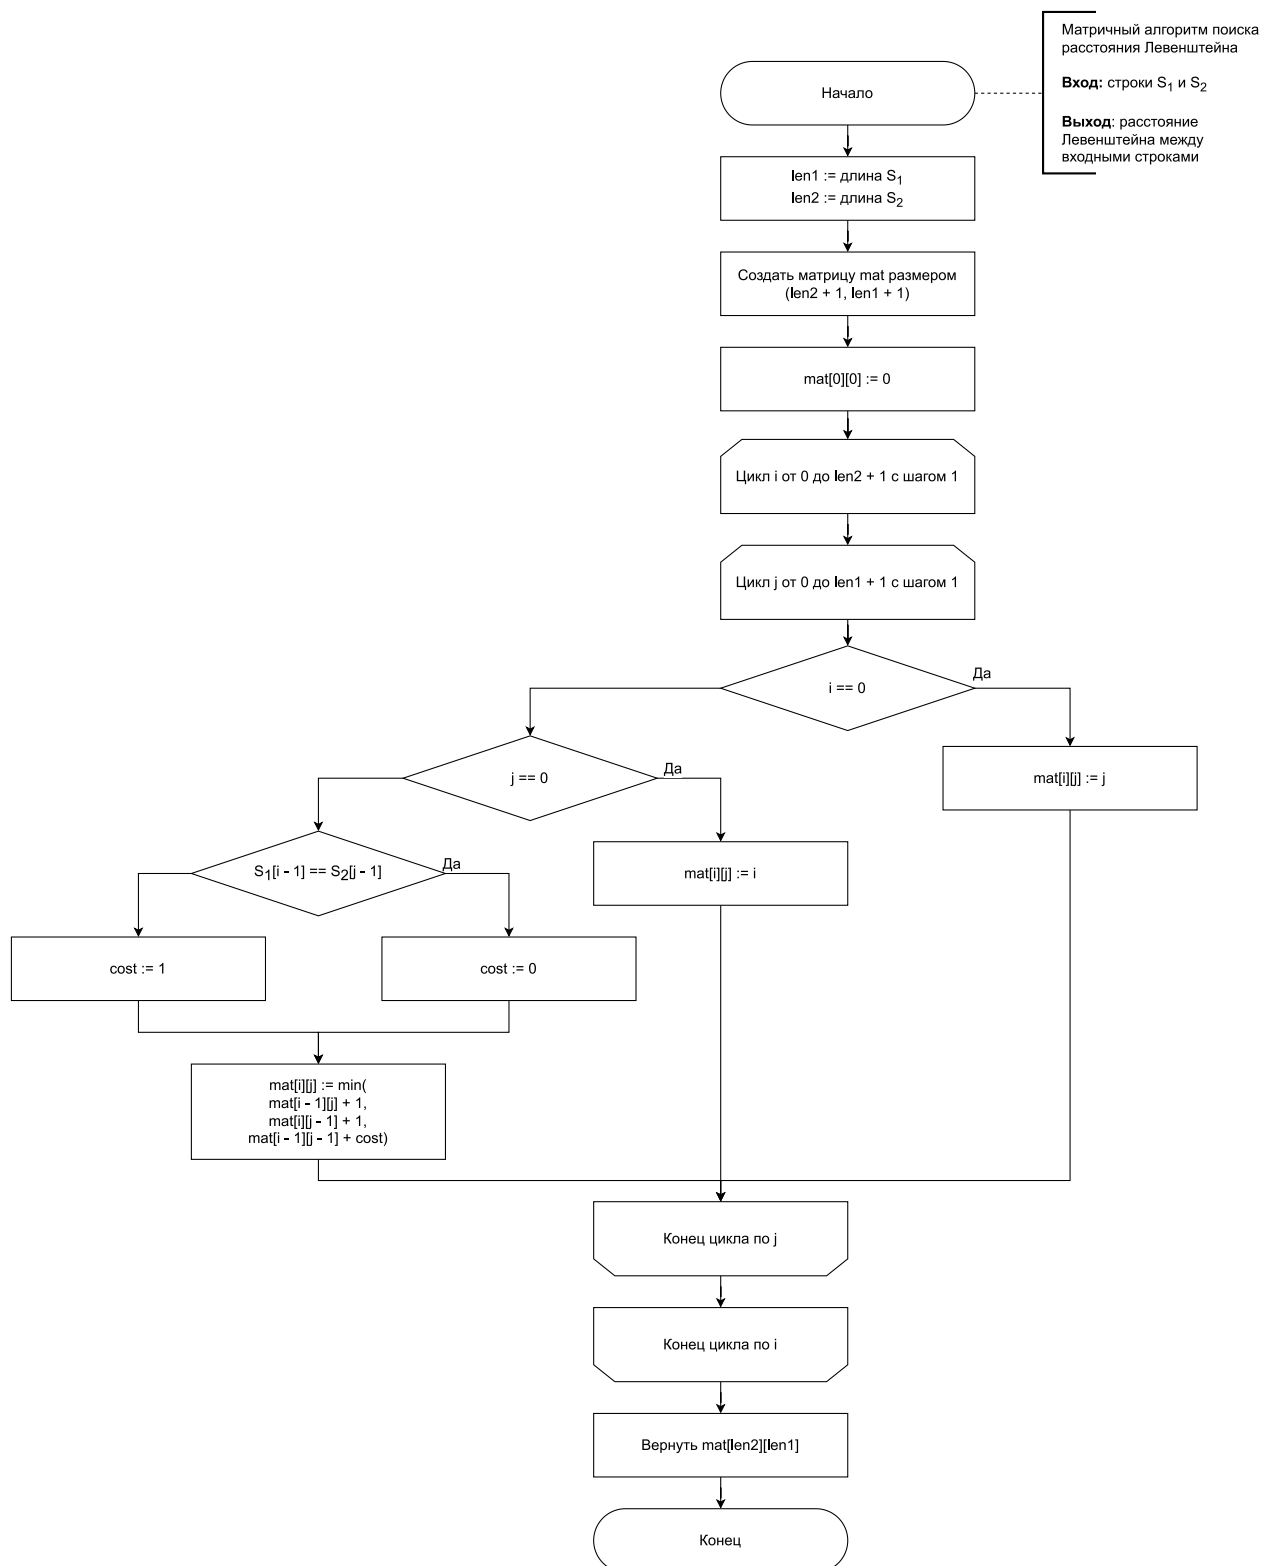 Матричный алгоритм поиска
расстояния Левенштейна
Вход: строки S1 и S2
Выход: расстояние
Левенштейна между
входными строками
Начало
len1 := длина S1
len2 := длина S2
Создать матрицу mat размером
(len2 + 1, len1 + 1)
mat[0][0] := 0
Цикл i от 0 до len2 + 1 с шагом 1
Цикл j от 0 до len1 + 1 с шагом 1
i == 0
Да
mat[i][j] := j
j == 0
Да
mat[i][j] := i
S1[i - 1] == S2[j - 1]
Да
cost := 1
cost := 0
mat[i][j] := min(
mat[i - 1][j] + 1,
mat[i][j - 1] + 1,
mat[i - 1][j - 1] + cost)
Конец цикла по j
Конец цикла по i
Вернуть mat[len2][len1]
Конец